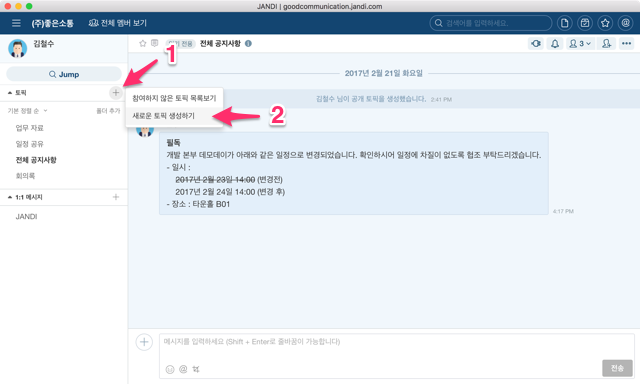 JANDI | goodcommunication.jandi.com
(주)좋은소통
전체 멤버 보기
검색어를 입력하세요.
김철수
Jump
토픽
기본 정렬 순
폴더 추가
업무 자료
일정 공유
전체 공지사항
회의록
1:1 메시지
JANDI
전체 공지사항
3
1
참여하지 않은 토픽 목록보기
새로운 토픽 생성하기
2
2017년 2월 21일 화요일
김철수 님이 공개 토픽을 생성했습니다. 2:41 PM
필독
개발 본부 데모데이가 아래와 같은 일정으로 변경되었습니다. 확인하시어 일정에 차질이 없도록 협조 부탁드리겠습니다.
- 일시 :
2017년 2월 23일 14:00 (변경전)
2017년 2월 24일 14:00 (변경 후)
- 장소 : 타운홀 B01
4:17 PM
메시지를 입력하세요 (Shift + Enter로 줄바꿈이 가능합니다)
전송